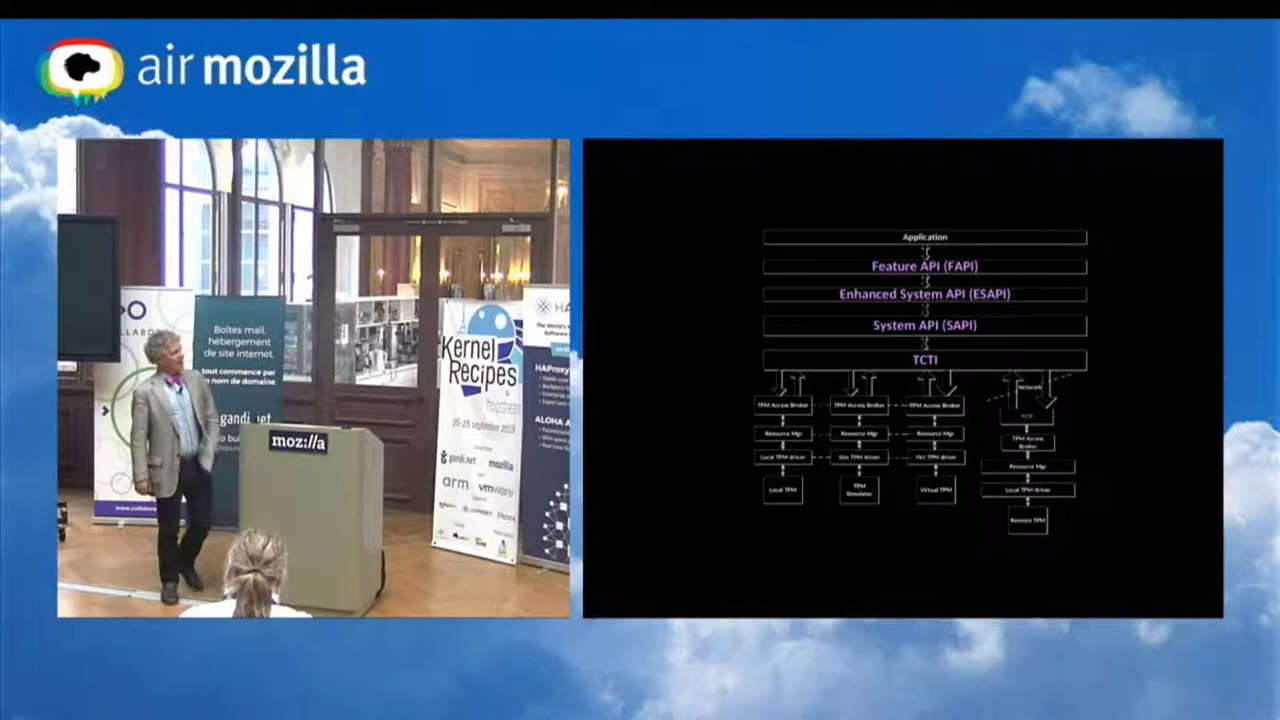 air mozilla
Boîtes mail,
hébergement
de site internet,
tout commence par
un nom de domaine
gandi.net
moz://a
Kernel
Recipes
26-28 september 2018
gandi.net mozilla
arm vmware
HAProxy
ALOHA A
Application
Feature API (FAPI)
Enhanced System API (ESAPI)
System API (SAPI)
TCTI
Network
TPM Access Broker TPM Access Broker TPM Access Broker TCTI
Resource Mgr Resource Mgr Resource Mgr TPM Access
Broker
Local TPM driver Sim TPM driver Virt TPM driver Resource Mgr
Local TPM TPM
Simulator Virtual TPM Local TPM driver
Remote TPM